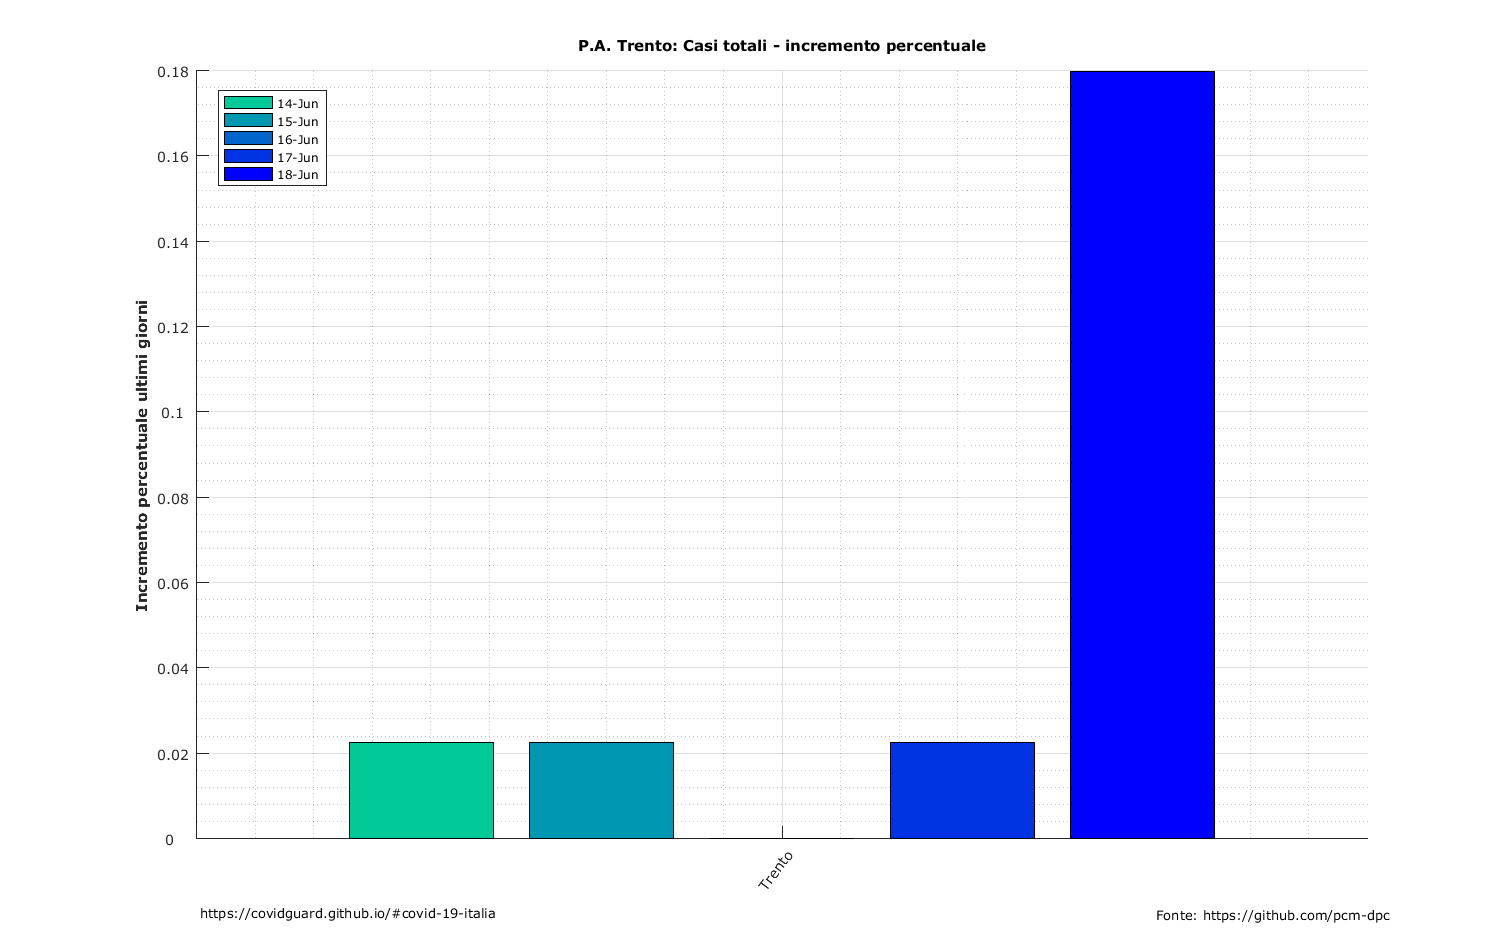 P.A. Trento: Casi totali - incremento percentuale
0.18
0.16
0.14
0.12
0.1
0.08
0.06
0.04
0.02
0
14-Jun
15-Jun
16-Jun
17-Jun
18-Jun
Incremento percentuale ultimi giorni
Trento
https://covidguard.github.io/#covid-19-italia
Fonte: https://github.com/pcm-dpc